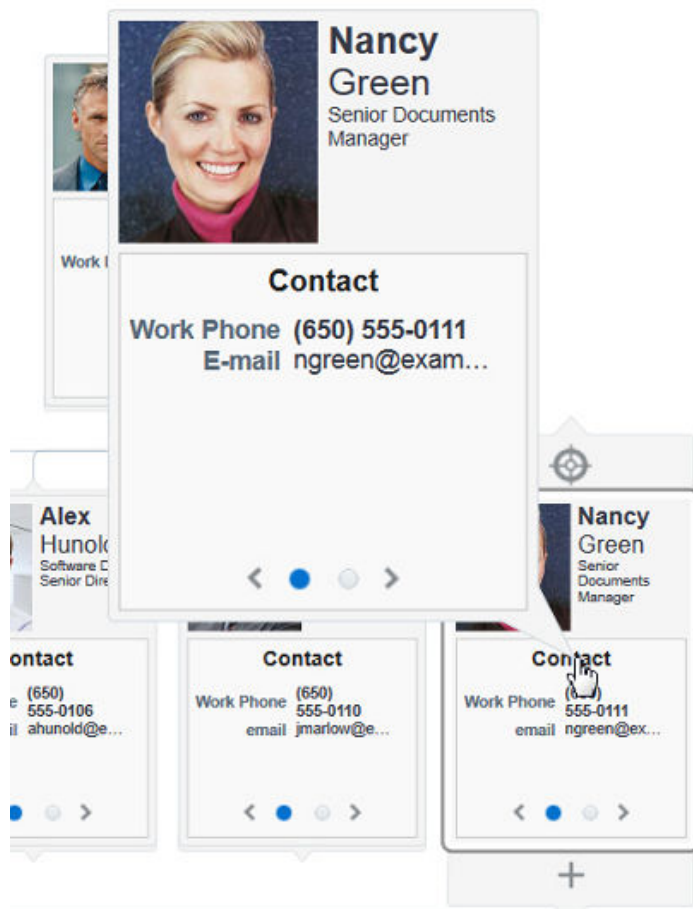 Nancy
Green
Senior Documents
Manager
Work
Contact
Work Phone (650) 555-0111
E-mail ngreen@exam...
Alex
Software
Senior
(650)
555-0106
ahunold@e...
Contact
Work Phone (650)
555-0110
email jmarlow@e...
Nancy
Green
Senior
Documents
Manager
Contact
Work Phone
555-0111
email ngreen@ex...